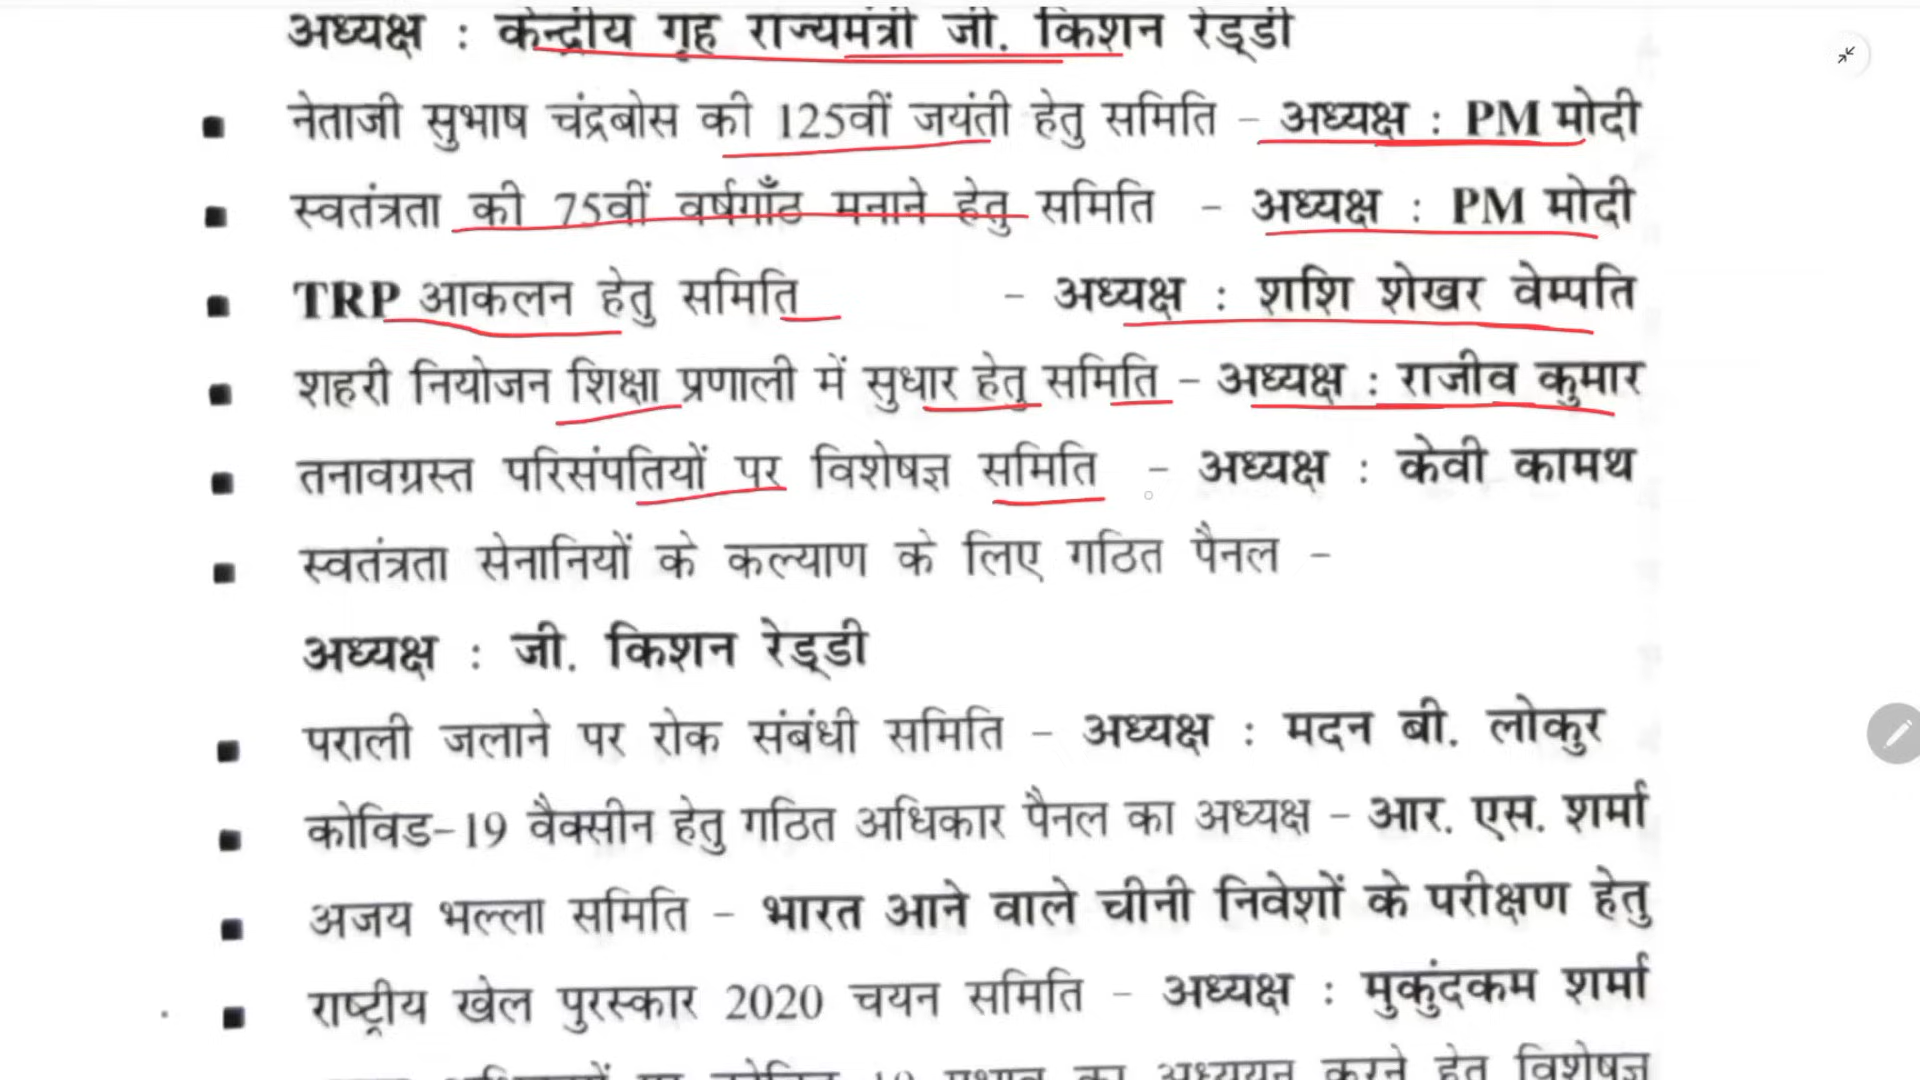 अध्यक्ष : केन्द्रीय गृह राज्यमंत्री जी. किशन रेड्डी
▪ नेताजी सुभाष चंद्रबोस की 125वीं जयंती हेतु समिति – अध्यक्ष : PM मोदी
▪ स्वतंत्रता की 75वीं वर्षगाँठ मनाने हेतु समिति – अध्यक्ष : PM मोदी
▪ TRP आकलन हेतु समिति – अध्यक्ष : शशि शेखर वेम्पति
▪ शहरी नियोजन शिक्षा प्रणाली में सुधार हेतु समिति – अध्यक्ष : राजीव कुमार
▪ तनावग्रस्त परिसंपतियों पर विशेषज्ञ समिति – अध्यक्ष : केवी कामथ
▪ स्वतंत्रता सेनानियों के कल्याण के लिए गठित पैनल –
अध्यक्ष : जी. किशन रेड्डी
▪ पराली जलाने पर रोक संबंधी समिति – अध्यक्ष : मदन बी. लोकुर
▪ कोविड-19 वैक्सीन हेतु गठित अधिकार पैनल का अध्यक्ष – आर. एस. शर्मा
▪ अजय भल्ला समिति – भारत आने वाले चीनी निवेशों के परीक्षण हेतु
▪ राष्ट्रीय खेल पुरस्कार 2020 चयन समिति – अध्यक्ष : मुकुंदकम शर्मा
का अध्ययन करने हेतु विशेषज्ञ